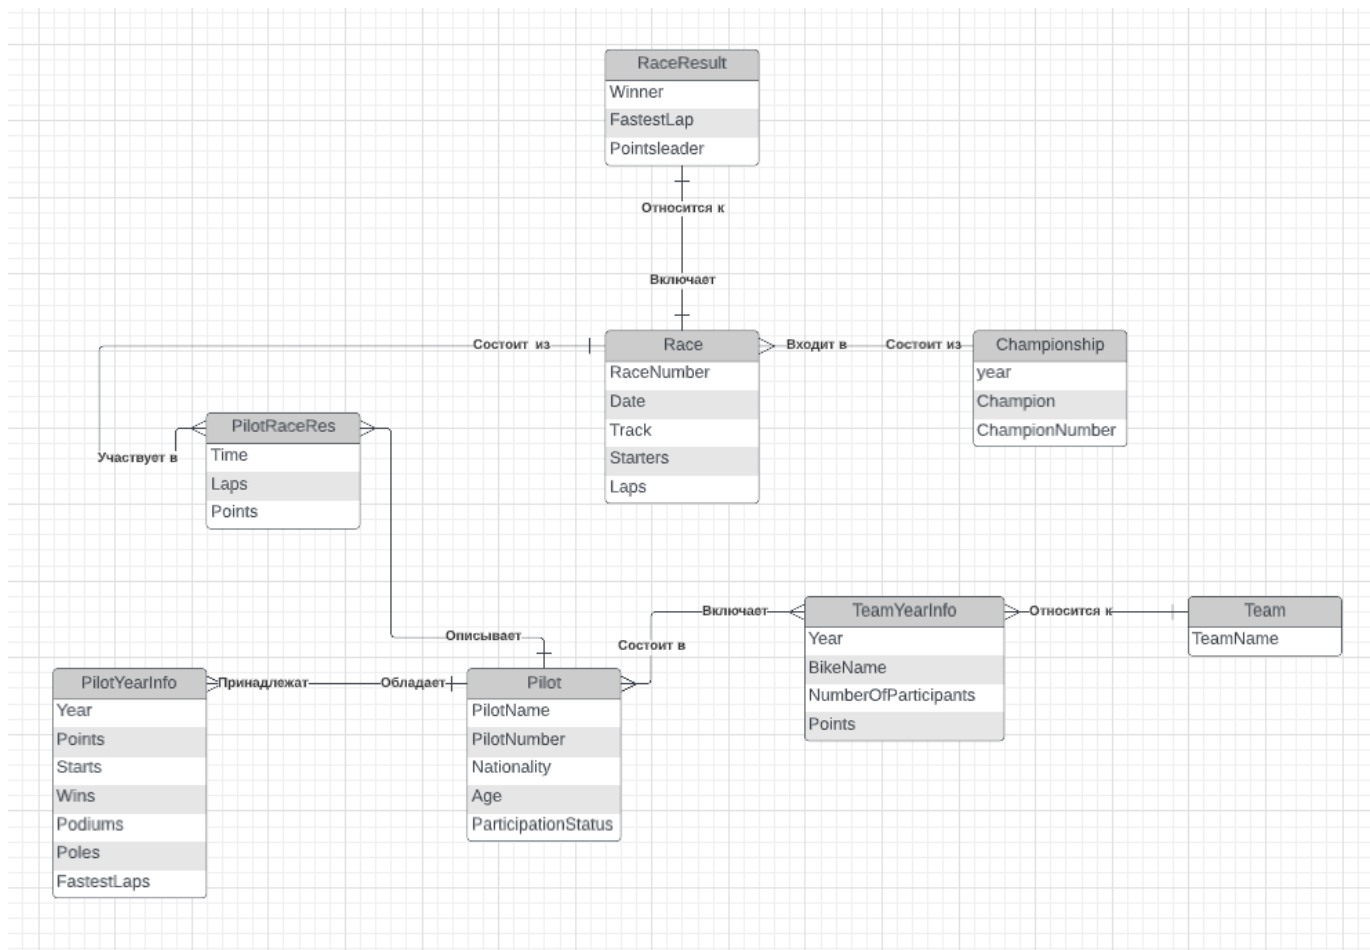 RaceResult
Winner
FastestLap
Pointsleader
Относится к
Включает
Состоит из
Race
Входит в
Состоит из
Championship
RaceNumber
Date
Track
Starters
Laps
year
Champion
ChampionNumber
PilotRaceRes
Участвует в
Time
Laps
Points
Описывает
Включает
Состоит в
TeamYearInfo
Относится к
Team
Year
BikeName
NumberOfParticipants
Points
TeamName
PilotYearInfo
Принадлежат
Обладает
Pilot
Year
Points
Starts
Wins
Podiums
Poles
FastestLaps
PilotName
PilotNumber
Nationality
Age
ParticipationStatus